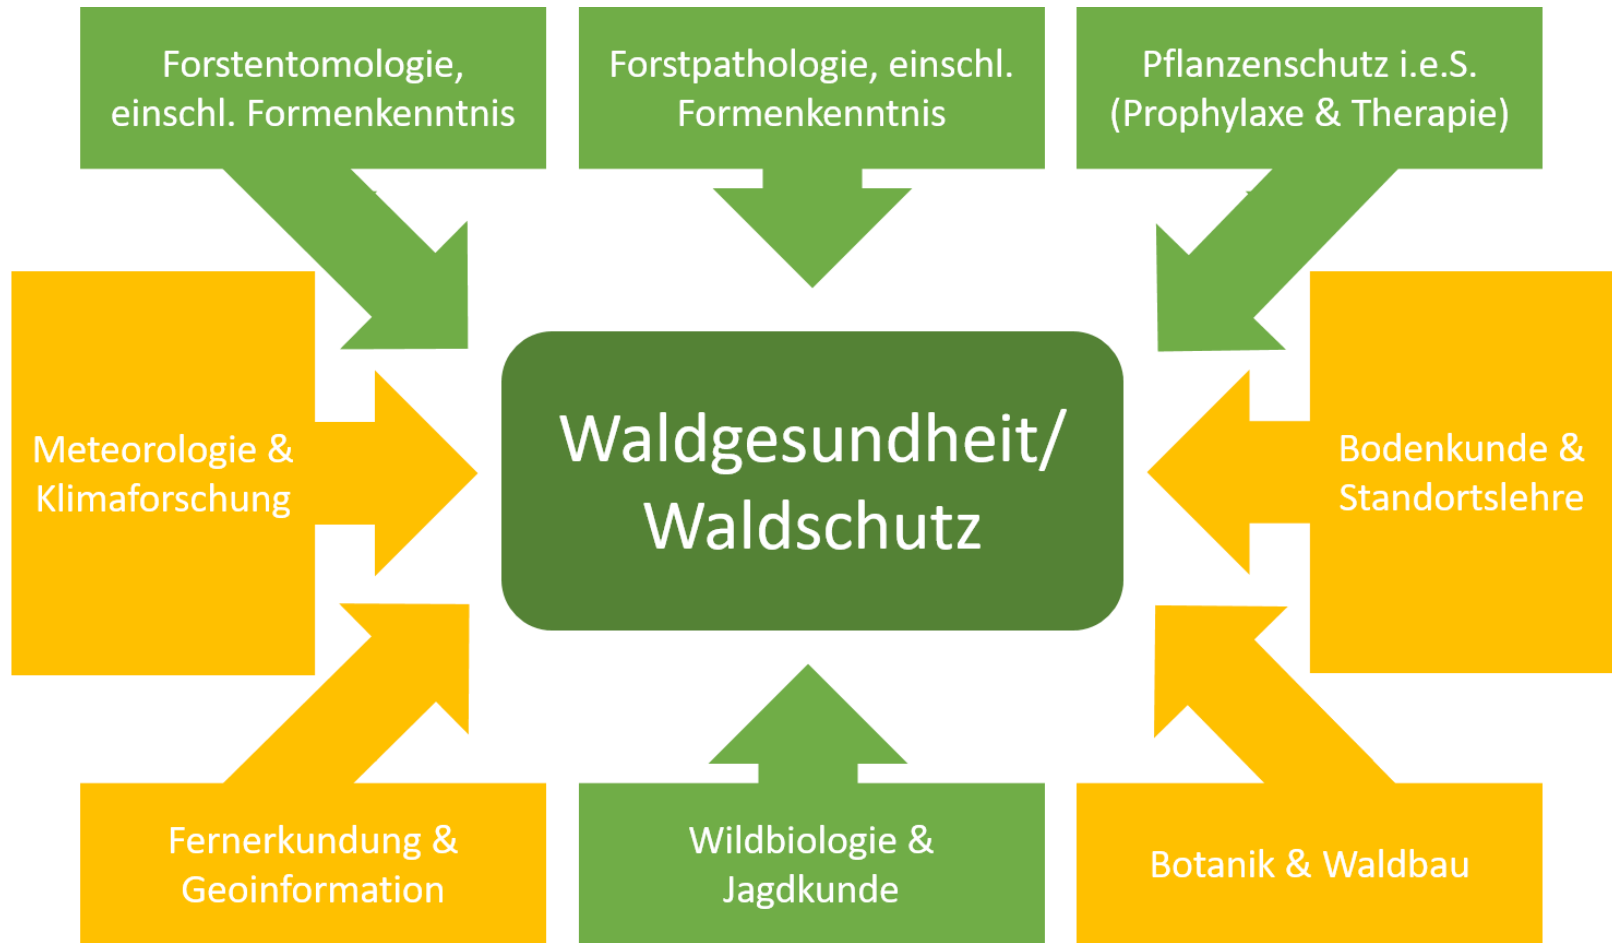 Forstentomologie,
einschl. Formenkenntnis
Forstpathologie, einschl.
Formenkenntnis
Pflanzenschutz i.e.S.
(Prophylaxe & Therapie)
Meteorologie &
Klimaforschung
Waldgesundheit/
Waldschutz
Bodenkunde &
Standortslehre
Fernerkundung &
Geoinformation
Wildbiologie &
Jagdkunde
Botanik & Waldbau